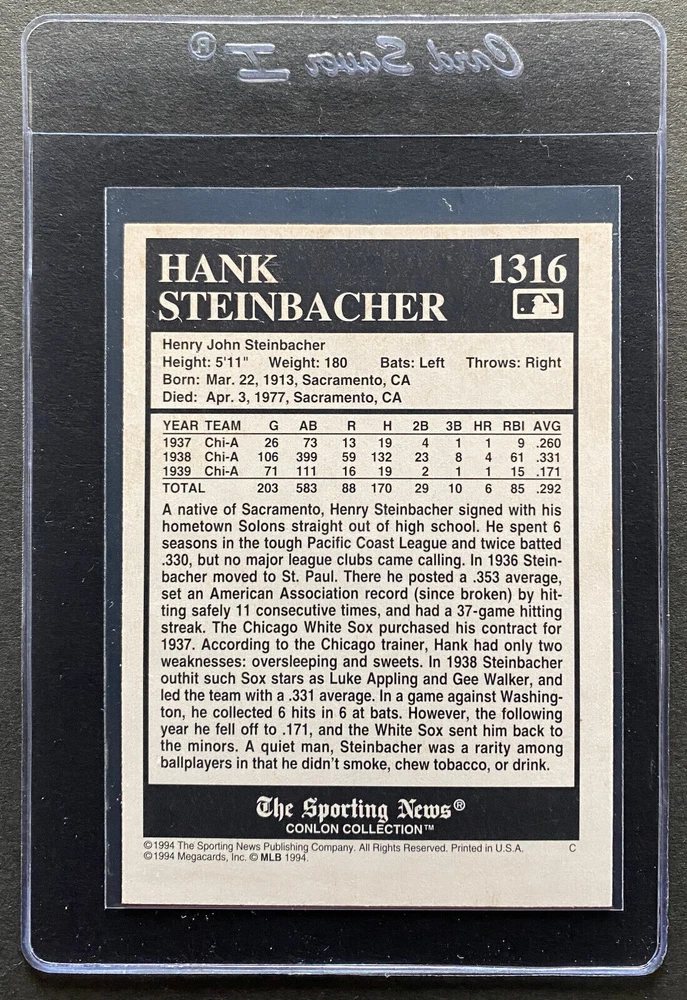 Card Saver I ®
HANK 1316
STEINBACHER
Henry John Steinbacher
Height: 5'11" Weight: 180 Bats: Left Throws: Right
Born: Mar. 22, 1913, Sacramento, CA
Died: Apr. 3, 1977, Sacramento, CA
YEAR TEAM G AB R H 2B 3B HR RBI AVG
1937 Chi-A 26 73 13 19 4 1 1 9 .260
1938 Chi-A 106 399 59 132 23 8 4 61 .331
1939 Chi-A 71 111 16 19 2 1 1 15 .171
TOTAL 203 583 88 170 29 10 6 85 .292
A native of Sacramento, Henry Steinbacher signed with his
hometown Solons straight out of high school. He spent 6
seasons in the tough Pacific Coast League and twice batted
.330, but no major league clubs came calling. In 1936 Stein-
bacher moved to St. Paul. There he posted a .353 average,
set an American Association record (since broken) by hit-
ting safely 11 consecutive times, and had a 37-game hitting
streak. The Chicago White Sox purchased his contract for
1937. According to the Chicago trainer, Hank had only two
weaknesses: oversleeping and sweets. In 1938 Steinbacher
outhit such Sox stars as Luke Appling and Gee Walker, and
led the team with a .331 average. In a game against Washing-
ton, he collected 6 hits in 6 at bats. However, the following
year he fell off to .171, and the White Sox sent him back to
the minors. A quiet man, Steinbacher was a rarity among
ballplayers in that he didn't smoke, chew tobacco, or drink.
The Sporting News®
CONLON COLLECTION™
©1994 The Sporting News Publishing Company. All Rights Reserved. Printed in U.S.A. C
©1994 Megacards, Inc. © MLB 1994.